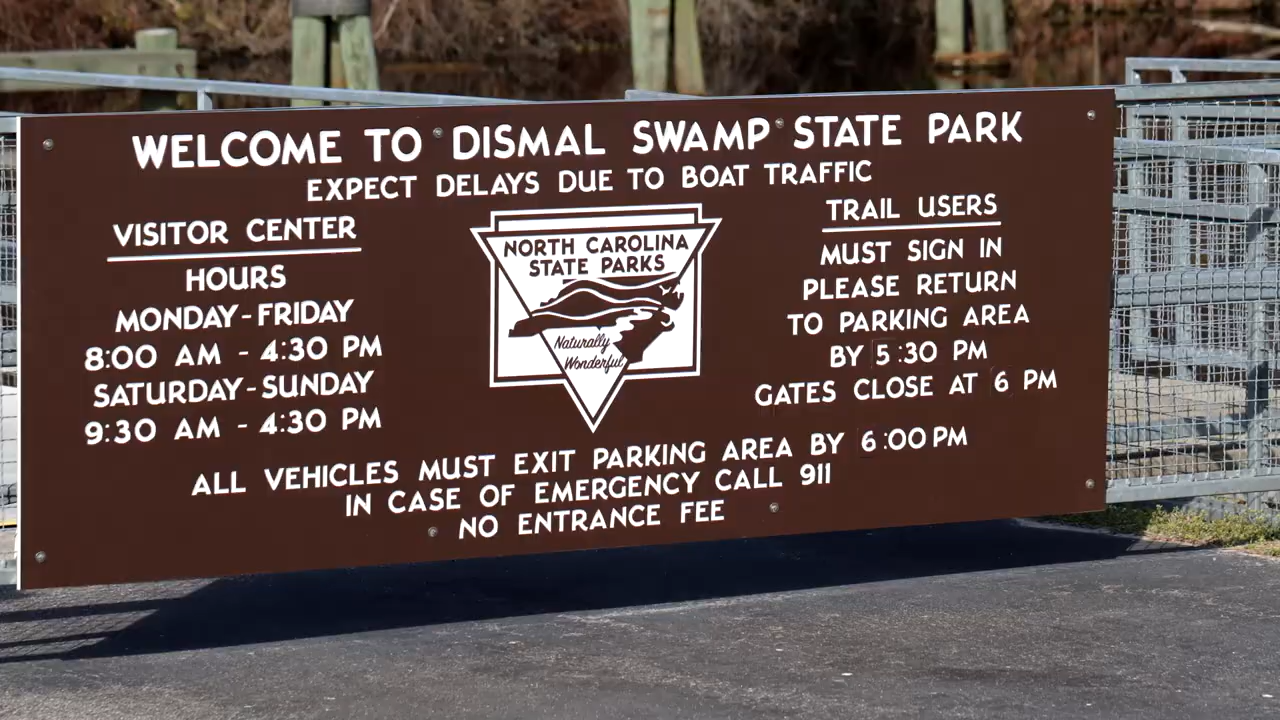 WELCOME TO DISMAL SWAMP STATE PARK
EXPECT DELAYS DUE TO BOAT TRAFFIC
VISITOR CENTER
HOURS
MONDAY-FRIDAY
8:00 AM - 4:30 PM
SATURDAY-SUNDAY
9:30 AM - 4:30 PM
NORTH CAROLINA
STATE PARKS
Naturally
Wonderful
TRAIL USERS
MUST SIGN IN
PLEASE RETURN
TO PARKING AREA
BY 5:30 PM
GATES CLOSE AT 6 PM
ALL VEHICLES MUST EXIT PARKING AREA BY 6:00 PM
IN CASE OF EMERGENCY CALL 911
NO ENTRANCE FEE